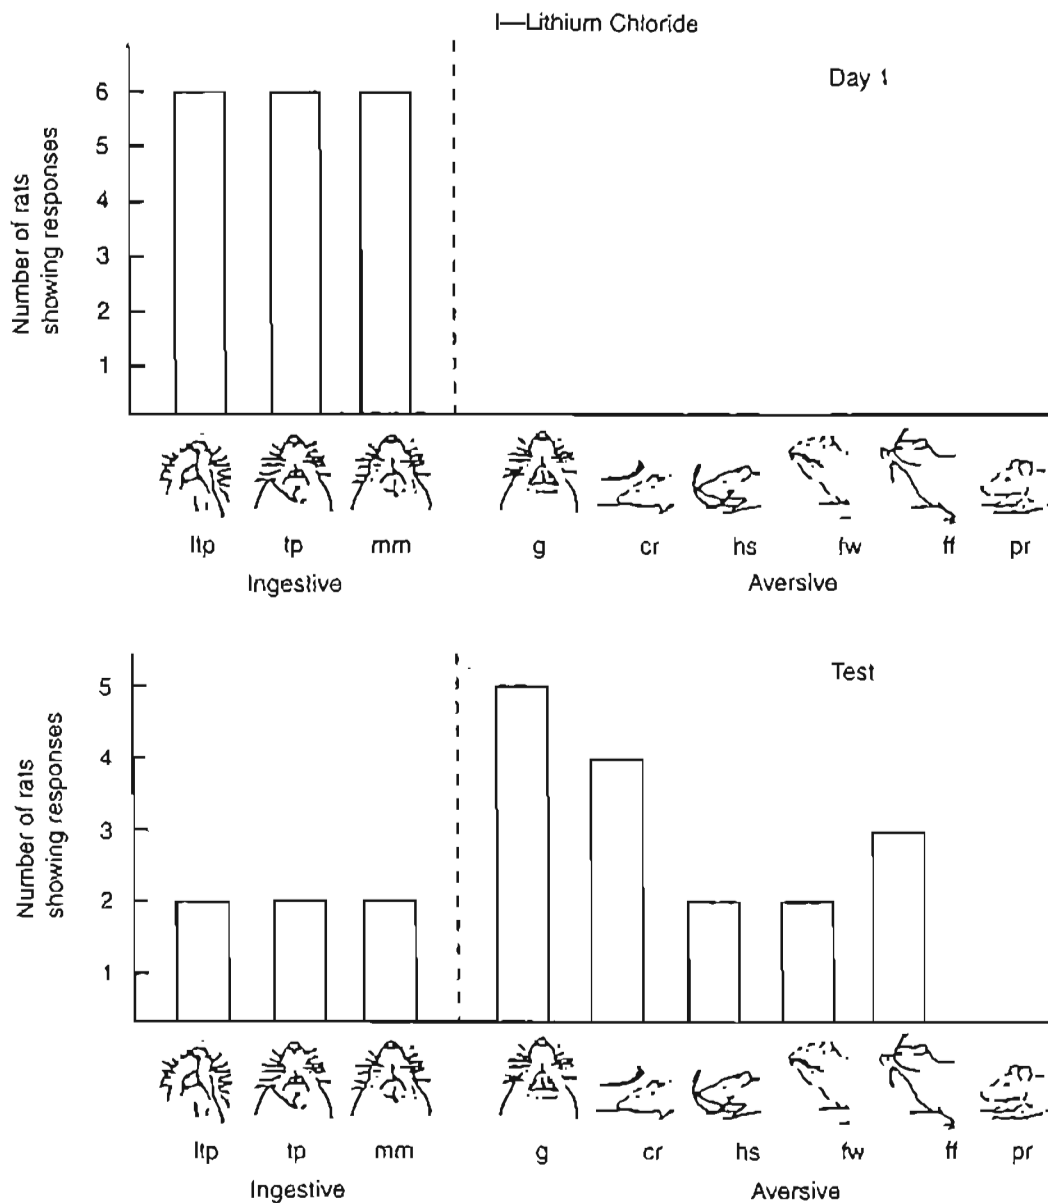 I—Lithium Chloride
Day 1
Number of rats
showing responses
6
5
4
3
2
1
ltp tp mm g cr hs fw ff pr
Ingestive Aversive
Test
Number of rats
showing responses
5
4
3
2
1
ltp tp mm g cr hs fw ff pr
Ingestive Aversive